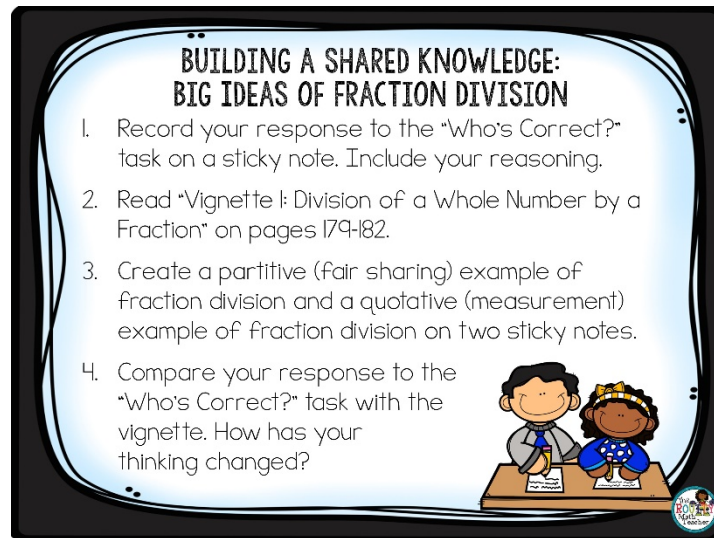 BUILDING A SHARED KNOWLEDGE:
BIG IDEAS OF FRACTION DIVISION
1. Record your response to the "Who's Correct?"
task on a sticky note. Include your reasoning.
2. Read "Vignette 1: Division of a Whole Number by a
Fraction" on pages 179-182.
3. Create a partitive (fair sharing) example of
fraction division and a quotative (measurement)
example of fraction division on two sticky notes.
4. Compare your response to the
"Who's Correct?" task with the
vignette. How has your
thinking changed?
The
Math
Teacher